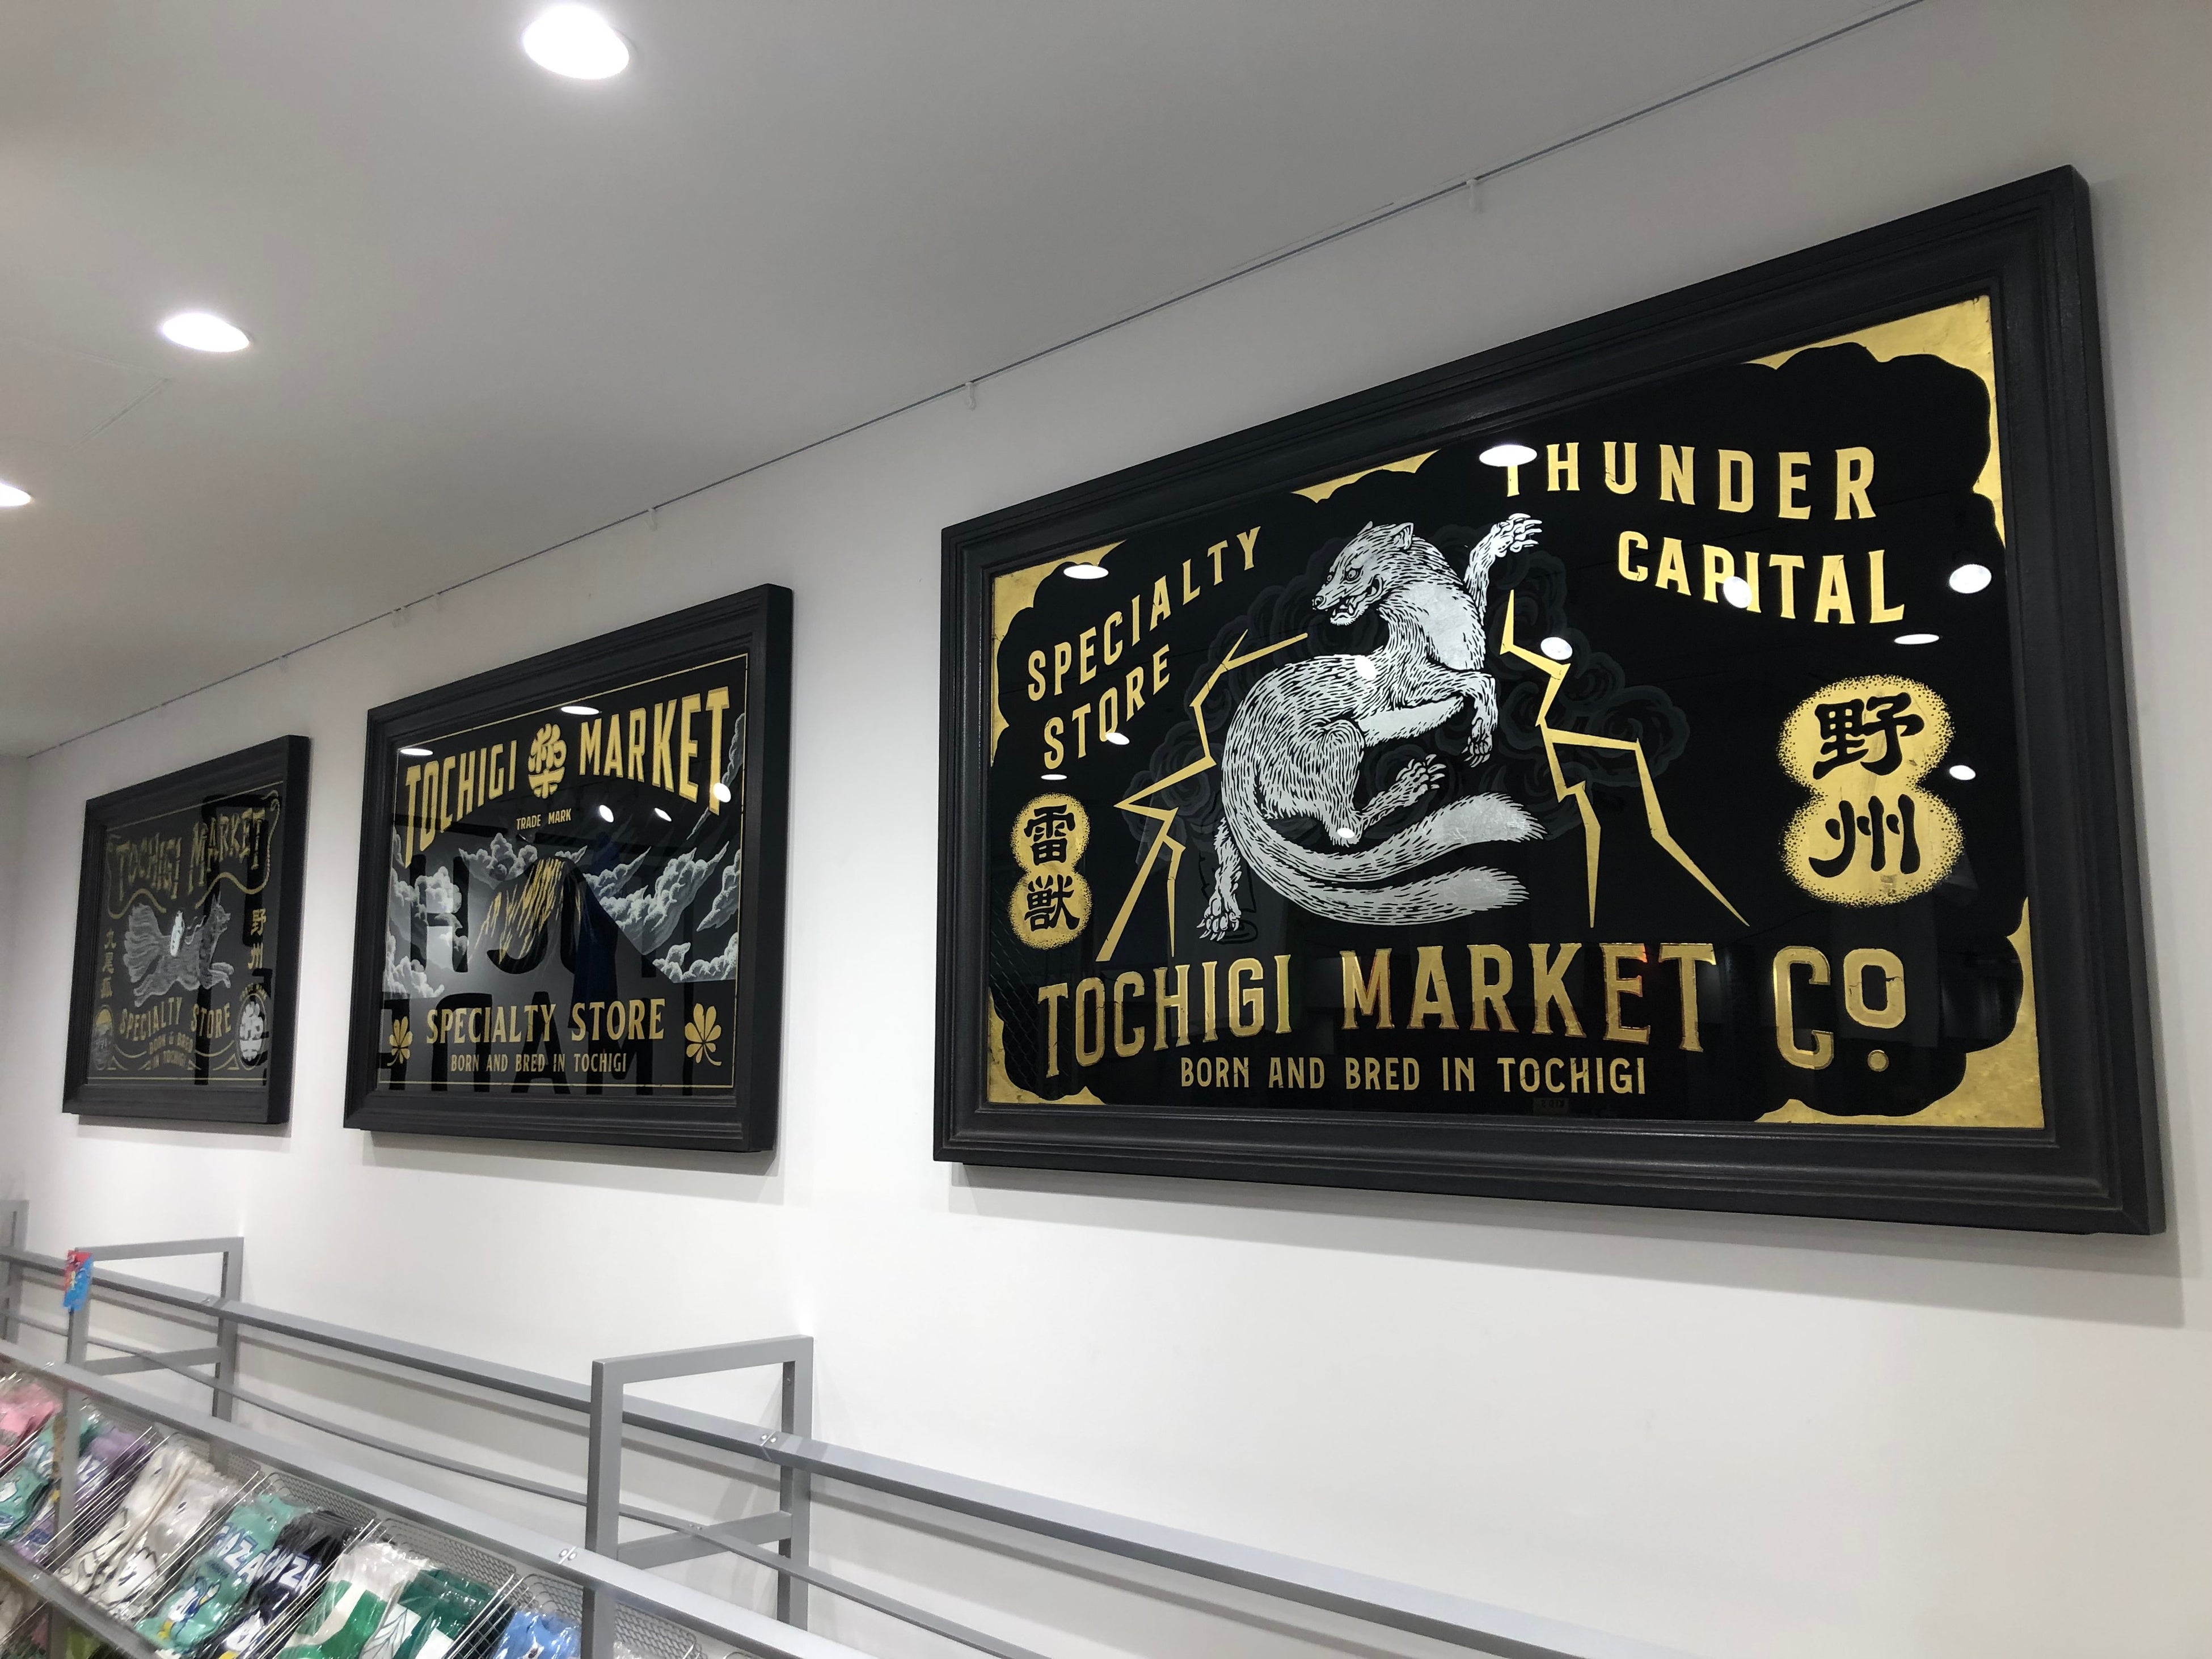 TOCHIGI MARKET
野州
九尾狐
SPECIALTY STORE
BORN & BRED
IN TOCHIGI
TOCHIGI 栃 MARKET
TRADE MARK
SPECIALTY STORE
BORN AND BRED IN TOCHIGI
SPECIALTY
STORE
THUNDER
CAPITAL
雷獣
野州
TOCHIGI MARKET CO.
BORN AND BRED IN TOCHIGI